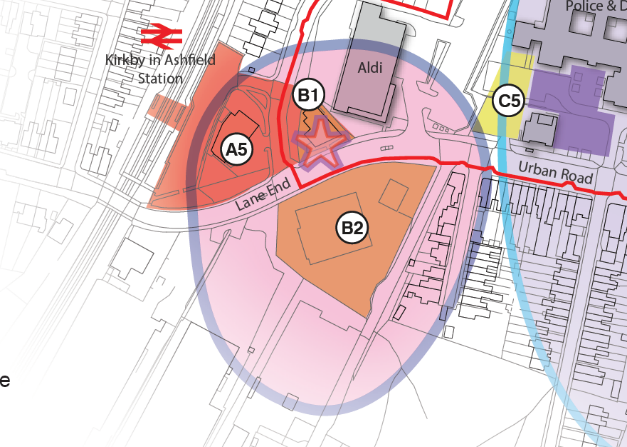 Police & D
Kirkby in Ashfield
Station
Aldi
B1
C5
A5
Urban Road
Lane End
B2
e